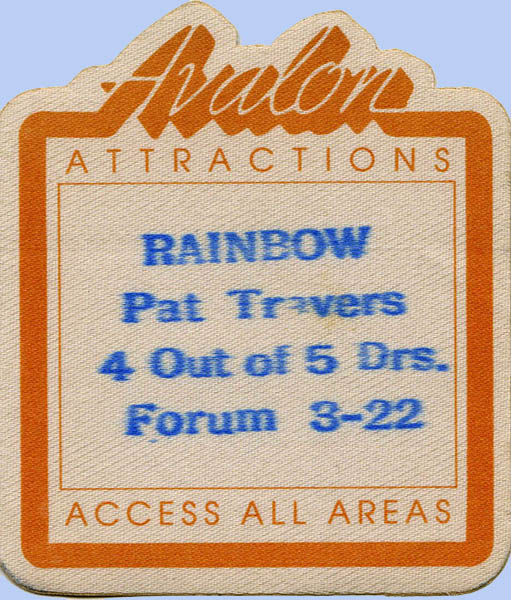 Avalon
ATTRACTIONS
RAINBOW
Pat Travers
4 Out of 5 Drs.
Forum 3-22
ACCESS ALL AREAS